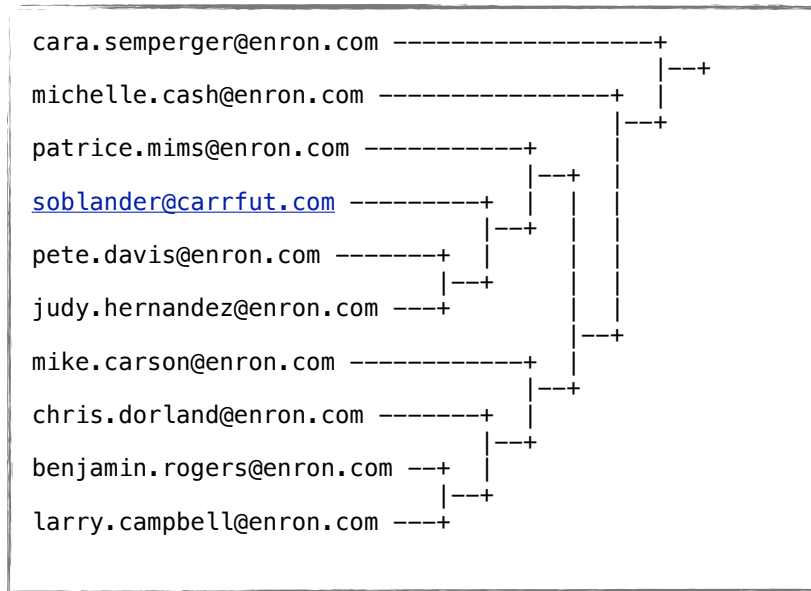 cara.semperger@enron.com
michelle.cash@enron.com
patrice.mims@enron.com
soblander@carrfut.com
pete.davis@enron.com
judy.hernandez@enron.com
mike.carson@enron.com
chris.dorland@enron.com
benjamin.rogers@enron.com
larry.campbell@enron.com